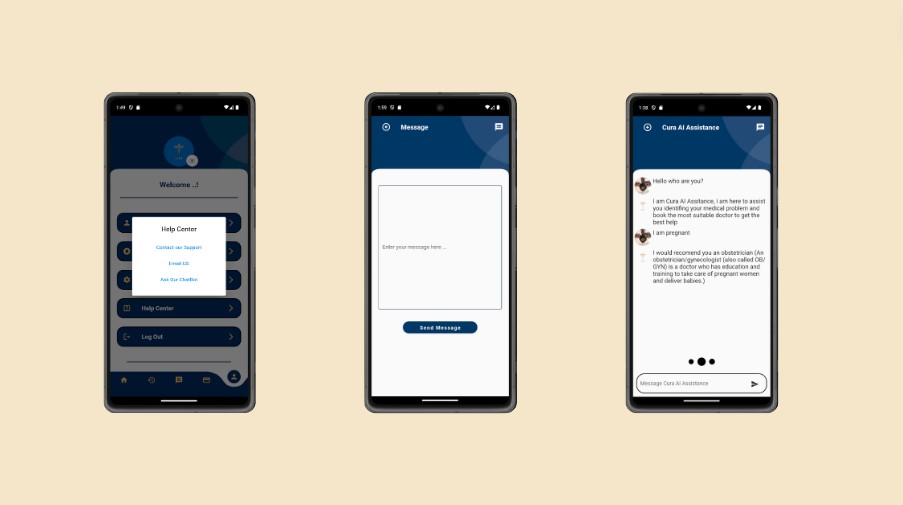 1:49
Welcome ..!
Help Center
Contact our Support
Email Us
Ask Our ChatBot
Help Center
Log Out
1:50
Message
Enter your message here ...
Send Message
Cura AI Assistance
Hello who are you?
I am Cura AI Assitance, I am here to assist
you identifing your medical problem and
book the most suitable doctor to get the
best help
I am pregnant
I would recomend you an obstetrician (An
obstetrician/gynecologist (also called OB/
GYN) is a doctor who has education and
training to take care of pregnant women
and deliver babies.)
Message Cura AI Assistance